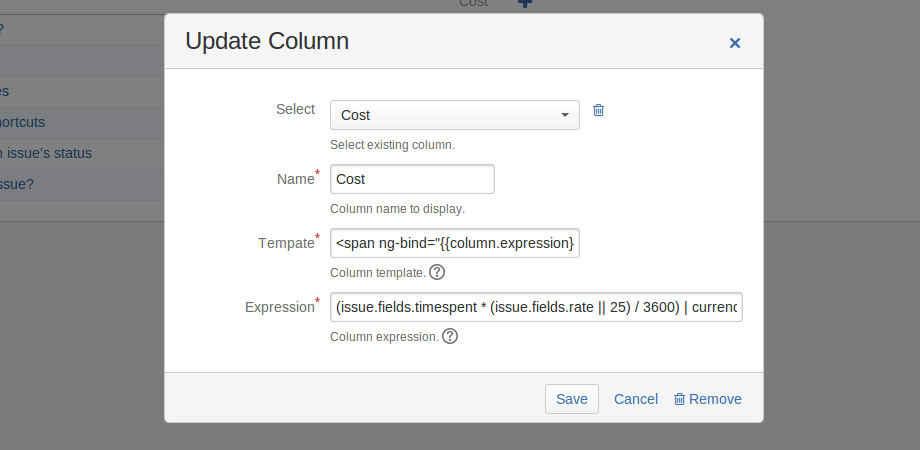 Cost
?
es
ortcuts
n issue's status
ssue?
Update Column
Select
Cost
Select existing column.
Name*
Cost
Column name to display.
Tempate*
<span ng-bind="{{column.expression}
Column template.
Expression*
(issue.fields.timespent * (issue.fields.rate || 25) / 3600) | currenc
Column expression.
Save Cancel Remove